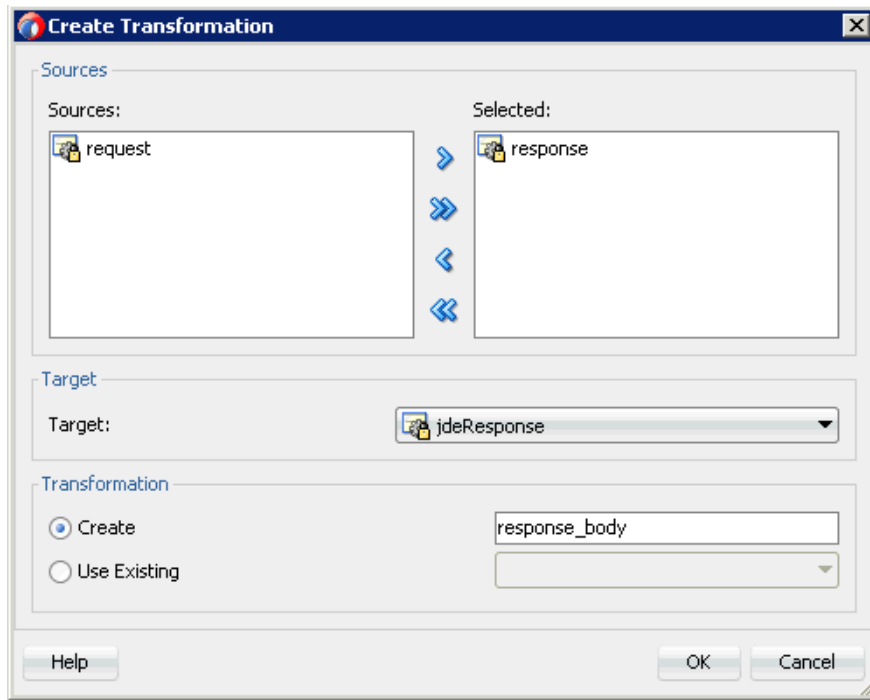 Create Transformation
Sources
Sources:
Selected:
request
response
Target
Target:
jdeResponse
Transformation
Create
response_body
Use Existing
Help
OK
Cancel